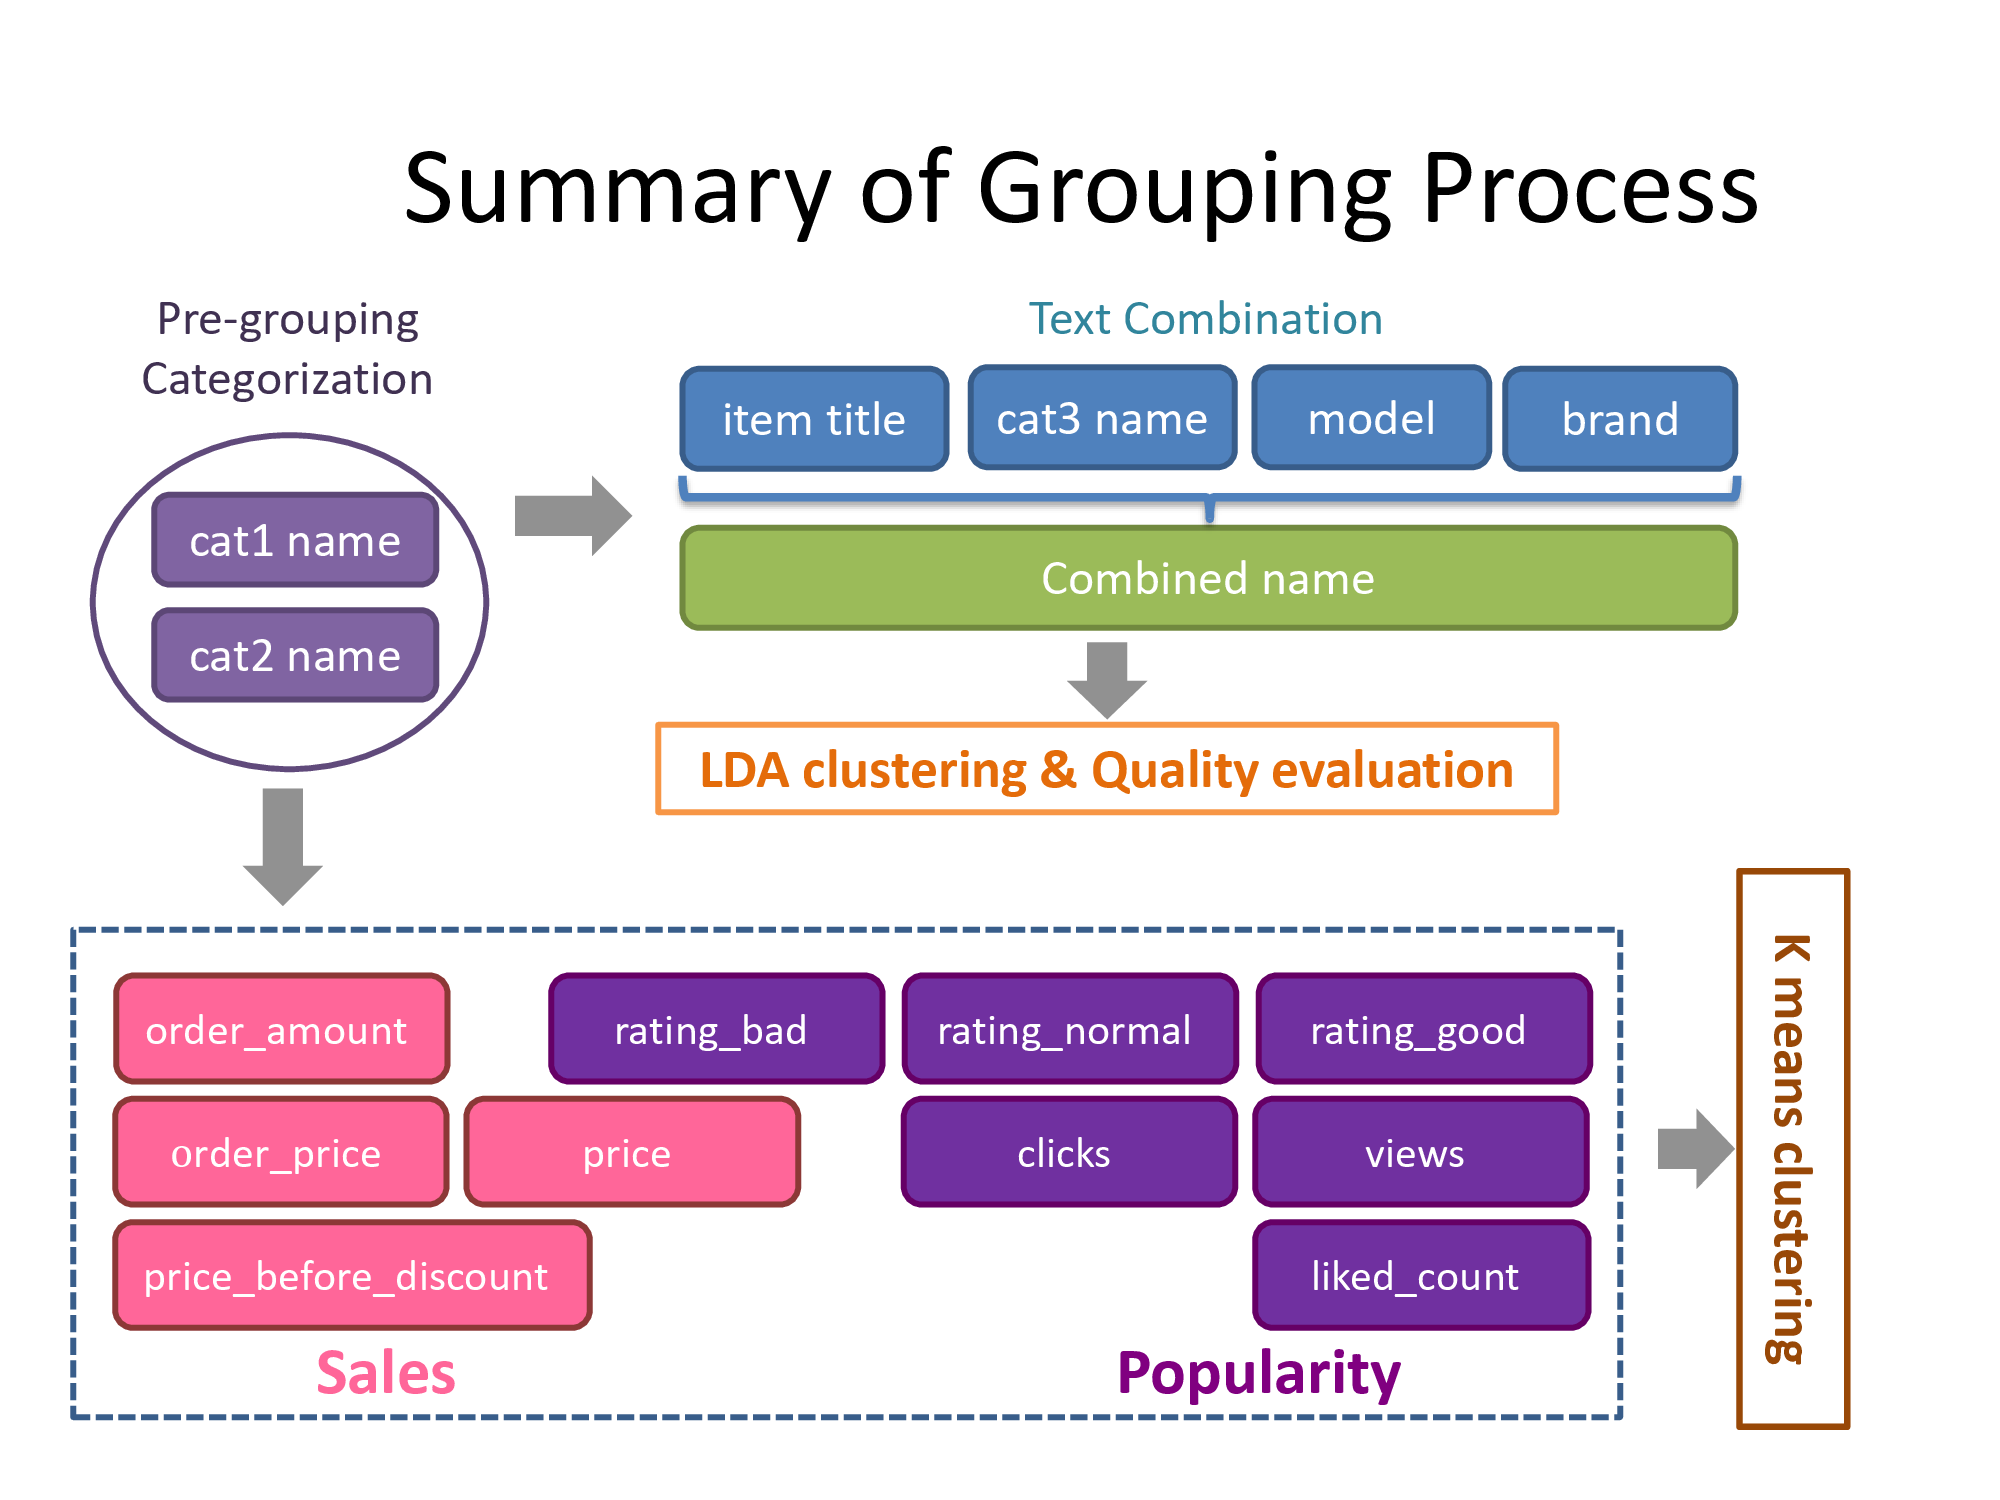 Summary of Grouping Process
Pre-grouping
Categorization
cat1 name
cat2 name
Text Combination
item title
cat3 name
model
brand
Combined name
LDA clustering & Quality evaluation
order_amount
order_price
price
price_before_discount
Sales
rating_bad
rating_normal
rating_good
clicks
views
liked_count
Popularity
K means clustering